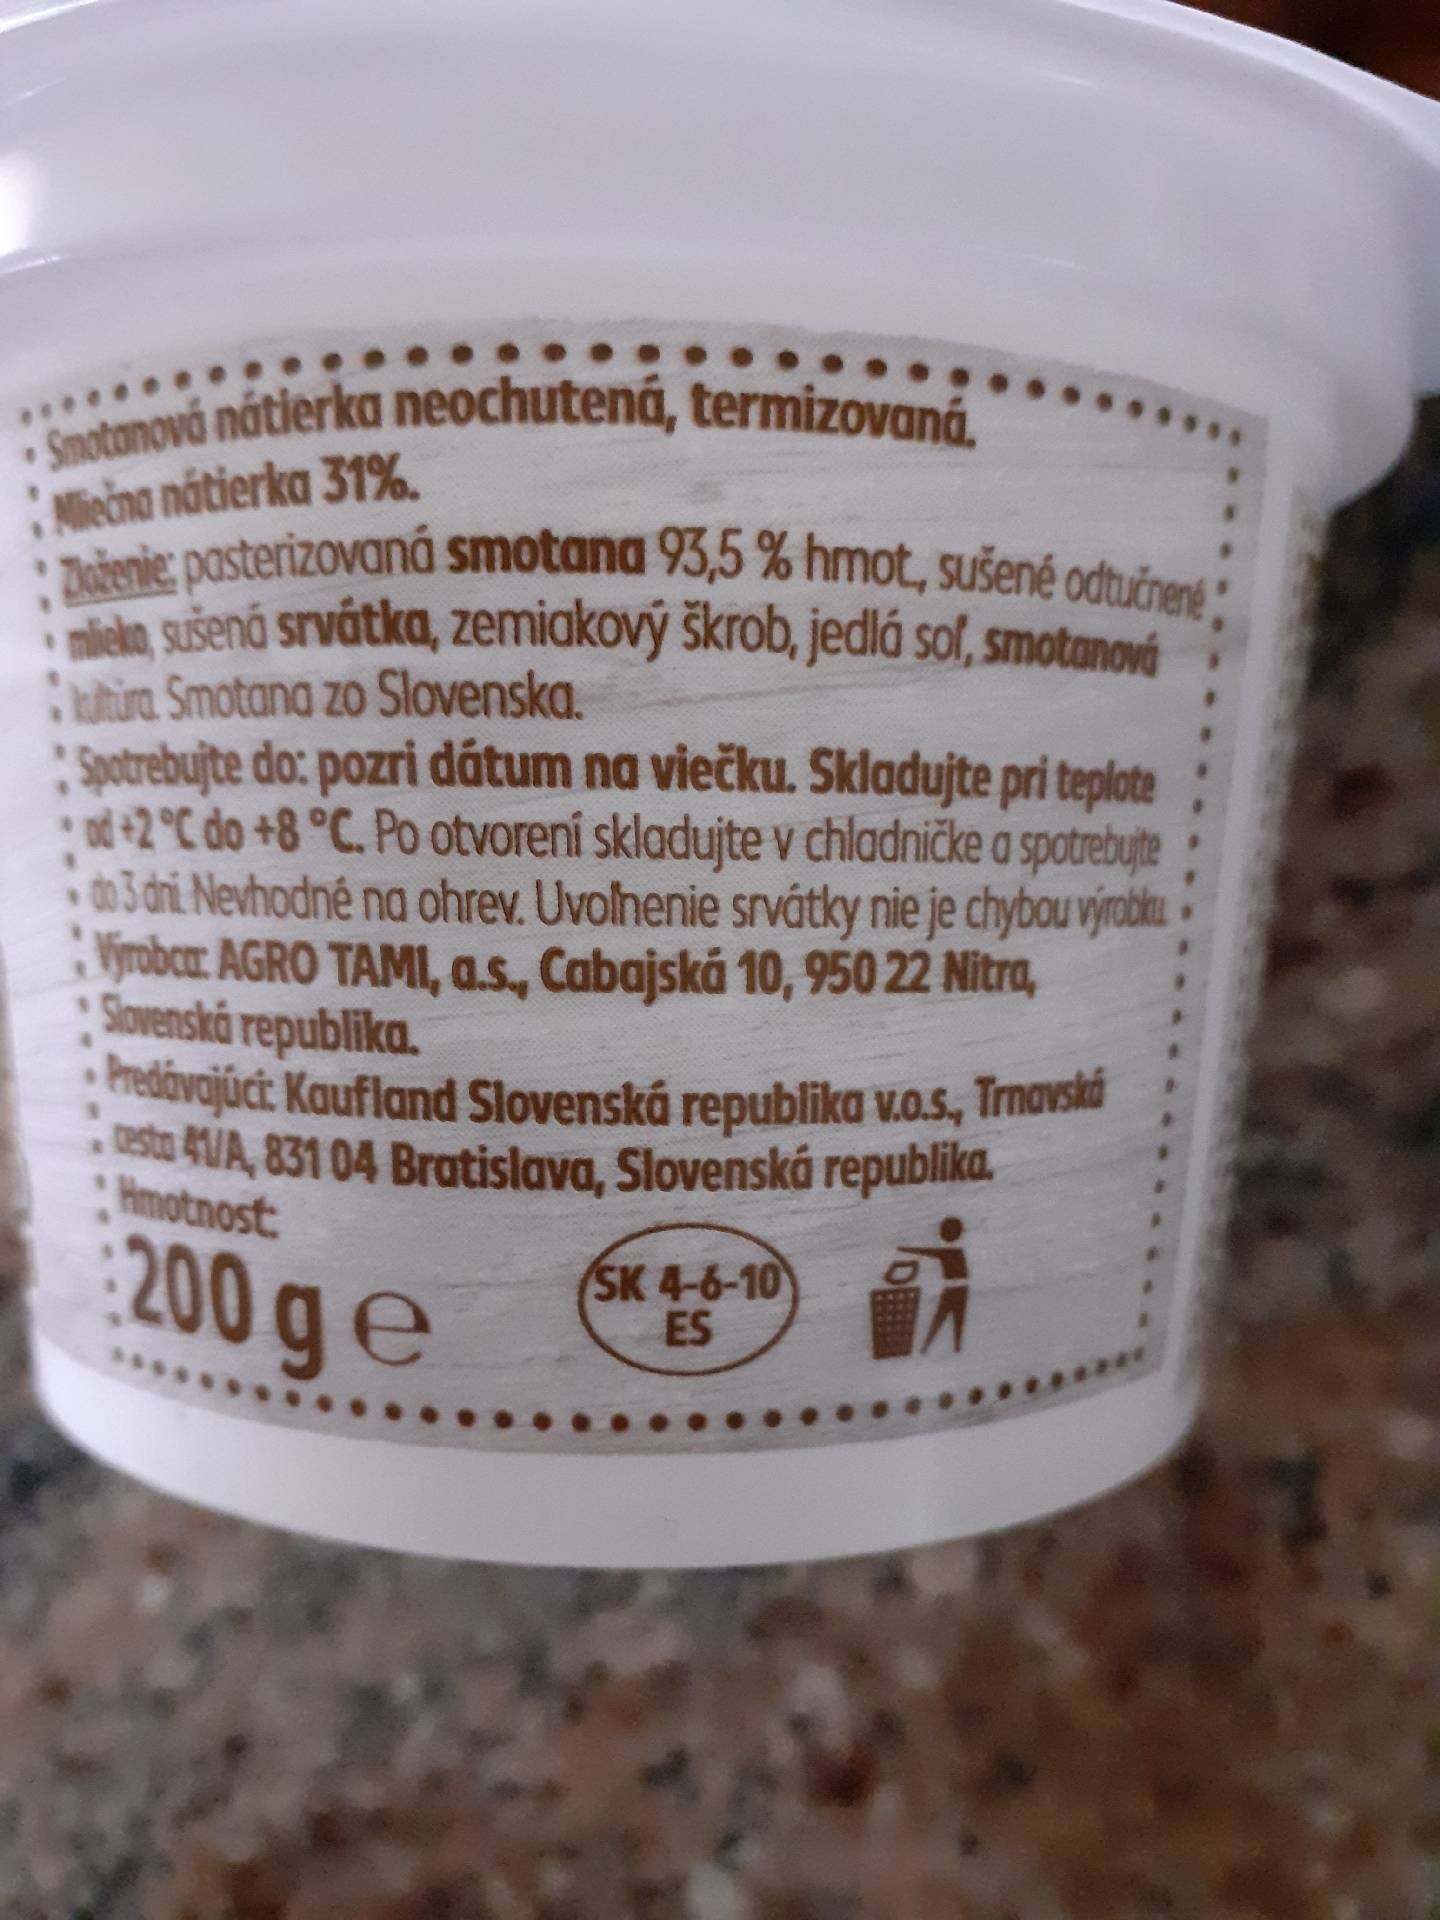 Smotanová nátierka neochutená, termizovaná.
Mliečna nátierka 31%.
Zloženie: pasterizovaná smotana 93,5 % hmot., sušené odtučnené
mlieko, sušená srvátka, zemiakový škrob, jedlá soľ, smotanová
kultúra. Smotana zo Slovenska.
Spotrebujte do: pozri dátum na viečku. Skladujte pri teplote
od +2 °C do +8 °C. Po otvorení skladujte v chladničke a spotrebujte
do 3 dní. Nevhodné na ohrev. Uvoľnenie srvátky nie je chybou výrobku.
Výrobca: AGRO TAMI, a.s., Cabajská 10, 950 22 Nitra,
Slovenská republika.
Predávajúci: Kaufland Slovenská republika v.o.s., Trnavská
cesta 41/A, 831 04 Bratislava, Slovenská republika.
Hmotnosť:
200 g e
SK 4-6-10
ES